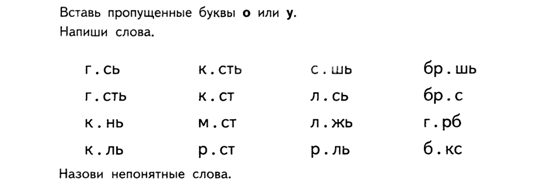 Вставь пропущенные буквы о или у.
Напиши слова.
г . сь к . сть с . шь бр . шь
г . сть к . ст л . сь бр . с
к . нь м . ст л . жь г . рб
к . ль р . ст р . ль б . кс
Назови непонятные слова.